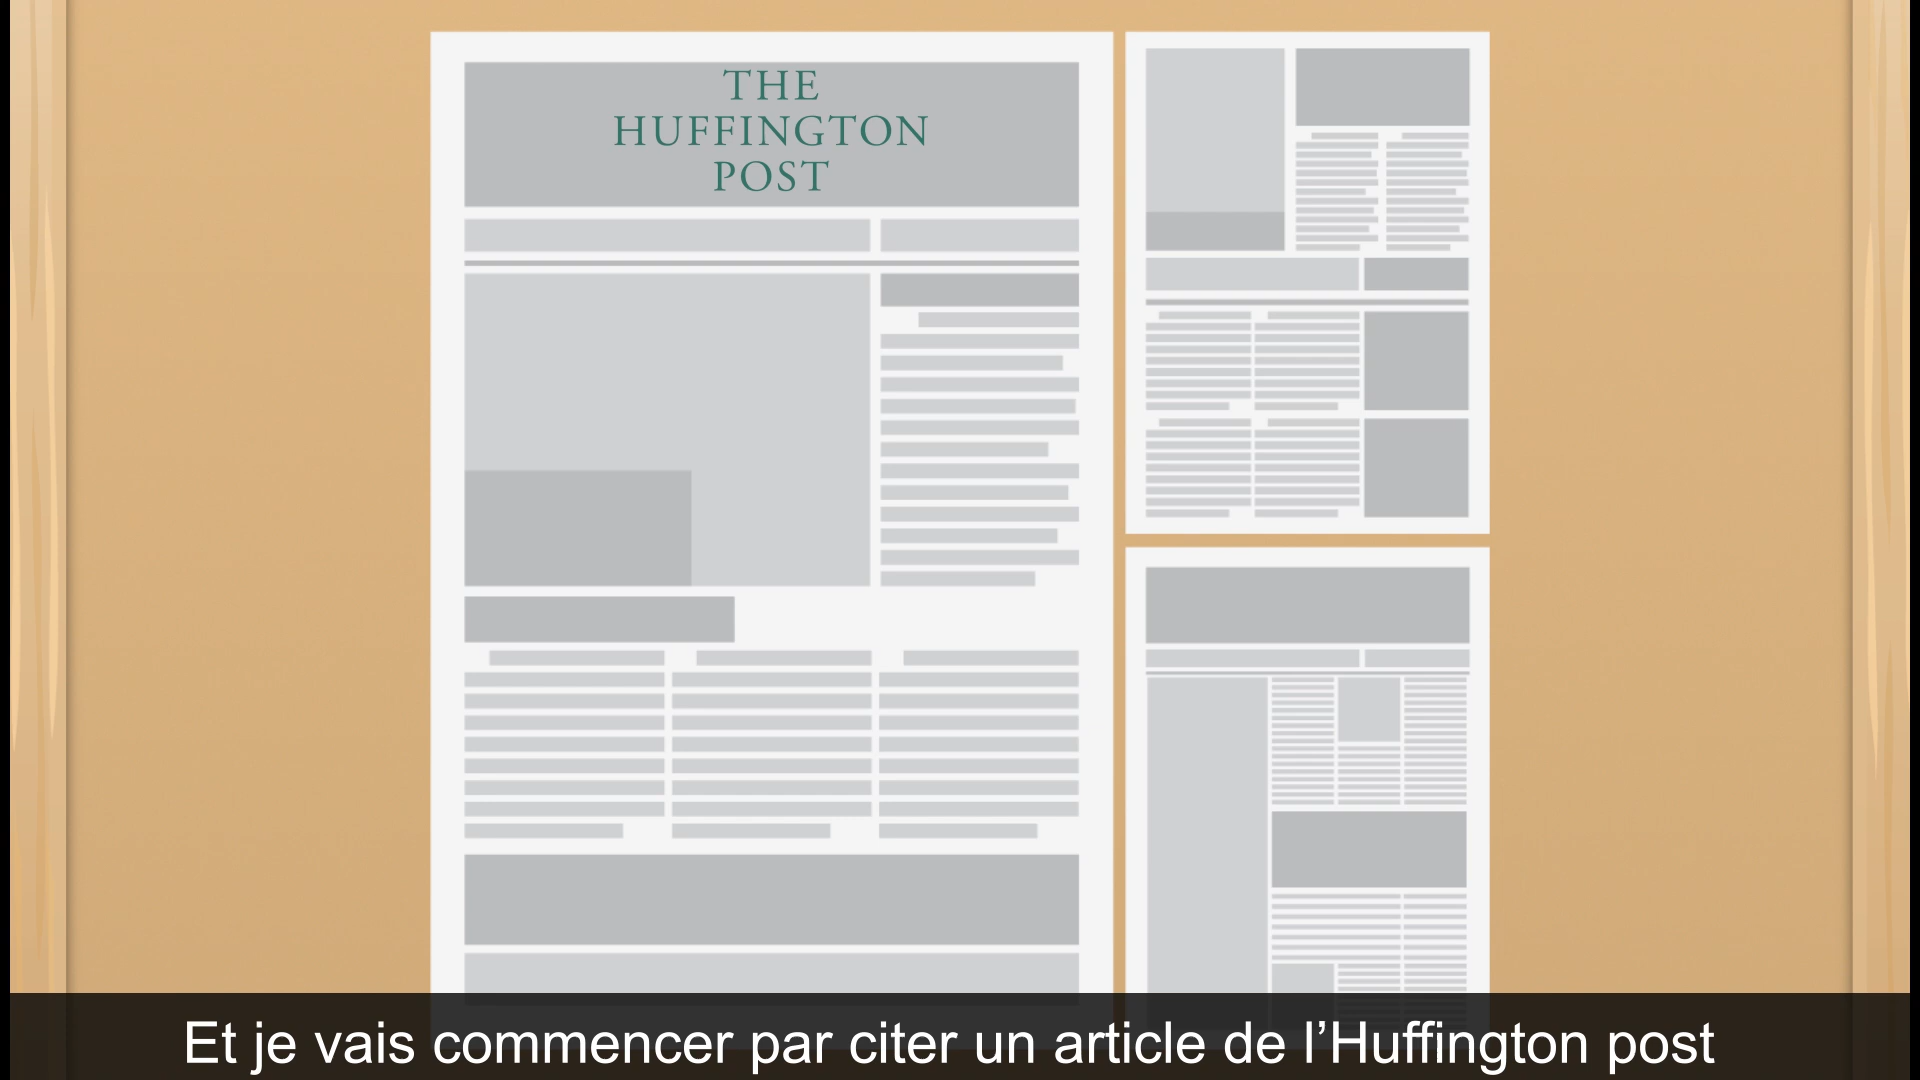 THE
HUFFINGTON
POST
Et je vais commencer par citer un article de l’Huffington post